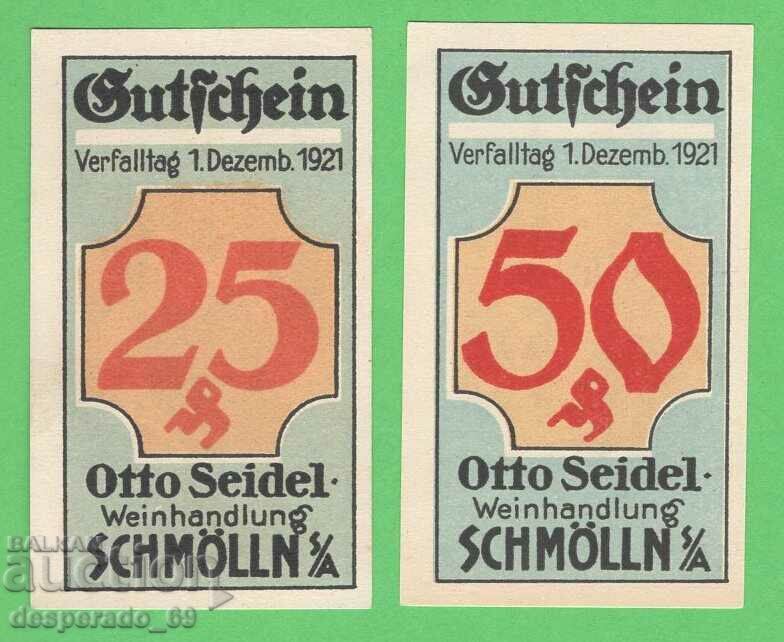 Gutſchein
Verfalltag 1. Dezemb. 1921
25 ₰
Otto Seidel·
Weinhandlung
SCHMÖLLN S/A
Gutſchein
Verfalltag 1. Dezemb. 1921
50 ₰
Otto Seidel·
Weinhandlung
SCHMÖLLN S/A
BALKAN
auction
desperado_69